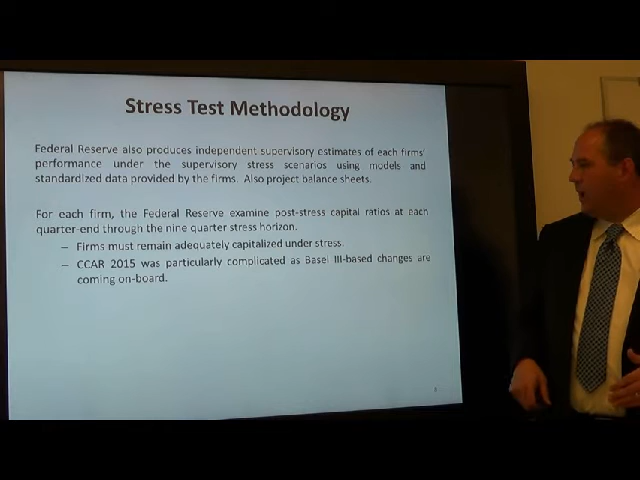 Stress Test Methodology
Federal Reserve also produces independent supervisory estimates of each firms'
performance under the supervisory stress scenarios using models and
standardized data provided by the firms. Also project balance sheets.
For each firm, the Federal Reserve examine post-stress capital ratios at each
quarter-end through the nine quarter stress horizon.
– Firms must remain adequately capitalized under stress.
– CCAR 2015 was particularly complicated as Basel III-based changes are
coming on-board.